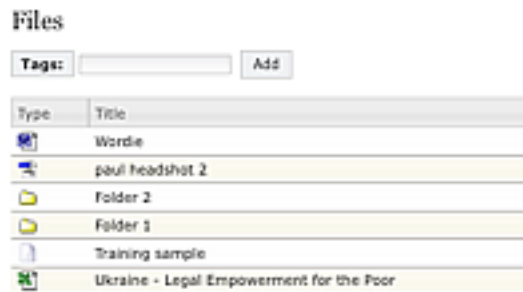 Files
Tags: Add
Type Title
Wordie
paul headshot 2
Folder 2
Folder 1
Training sample
Ukraine - Legal Empowerment for the Poor